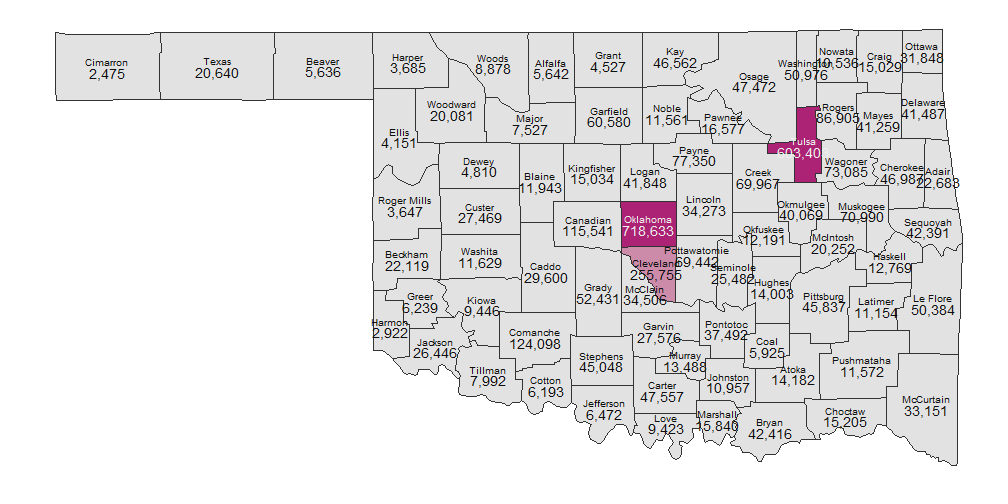 Cimarron
2,475
Texas
20,640
Beaver
5,636
Harper
3,685
Woods
8,878
Alfalfa
5,642
Grant
4,527
Kay
46,562
Osage
47,472
Washington
50,976
Nowata
10,536
Craig
15,029
Ottawa
31,848
Woodward
20,081
Major
7,527
Garfield
60,580
Noble
11,561
Pawnee
16,577
Rogers
86,905
Mayes
41,259
Delaware
41,487
Ellis
4,151
Tulsa
Dewey
4,810
Blaine
11,943
Kingfisher
15,034
Logan
41,848
Payne
77,350
Creek
69,967
Wagoner
73,085
Cherokee
46,987
Adair
22,683
Roger Mills
3,647
Custer
27,469
Canadian
115,541
Oklahoma
718,633
Lincoln
34,273
Okmulgee
40,069
Muskogee
70,990
Sequoyah
42,391
Okfuskee
12,191
McIntosh
20,252
Beckham
22,119
Washita
11,629
Caddo
29,600
Cleveland
255,755
Pottawatomie
69,442
Seminole
25,482
Hughes
14,003
Haskell
12,769
Greer
6,239
Kiowa
9,446
Grady
52,431
McClain
34,506
Pittsburg
45,837
Latimer
11,154
Le Flore
50,384
Harmon
2,922
Jackson
26,446
Comanche
124,098
Garvin
27,576
Pontotoc
37,492
Coal
5,925
Tillman
7,992
Cotton
6,193
Stephens
45,048
Murray
13,488
Johnston
10,957
Atoka
14,182
Pushmataha
11,572
Jefferson
6,472
Carter
47,557
Love
9,423
Marshall
15,840
Bryan
42,416
Choctaw
15,205
McCurtain
33,151